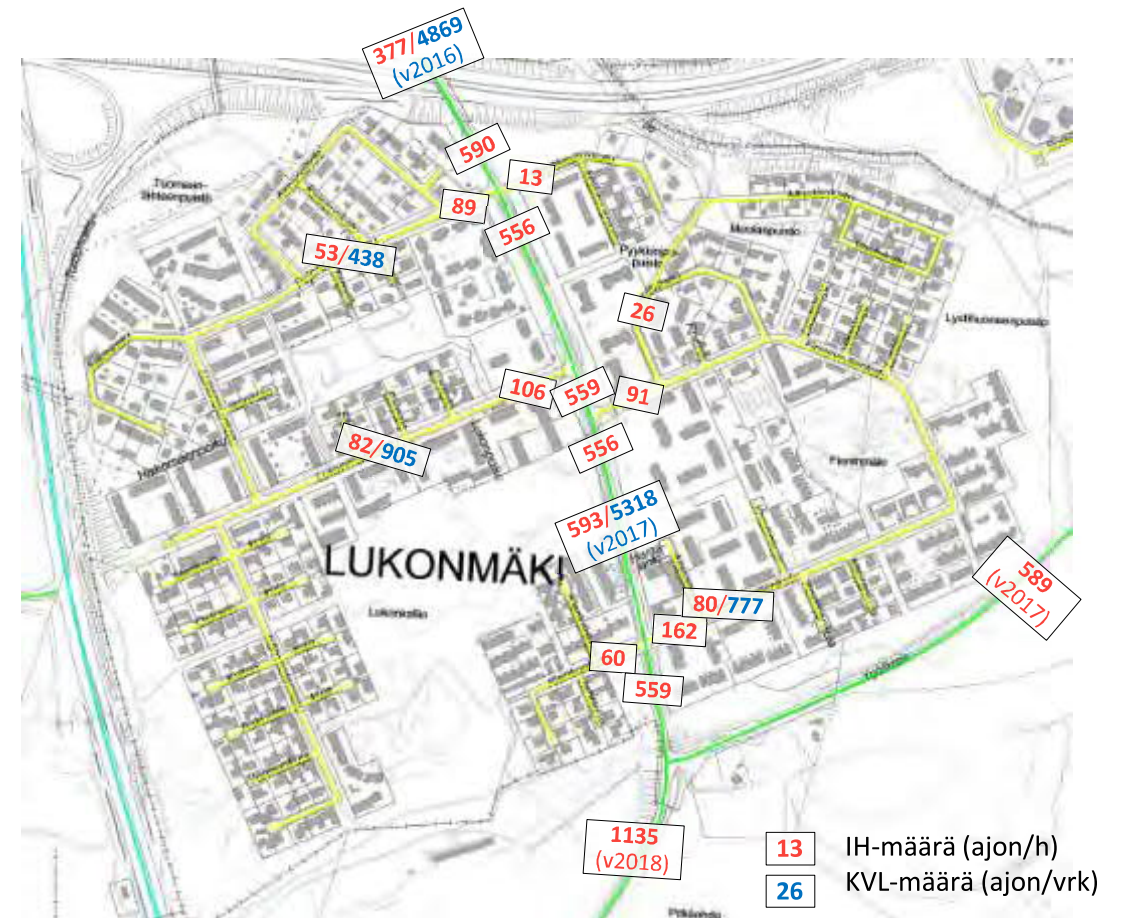 377/4869
(v2016)
590
13
89
556
53/438
26
106
559
91
556
82/905
593/5318
(v2017)
LUKONMÄKI
589
(v2017)
80/777
162
60
559
1135
(v2018)
13 IH-määrä (ajon/h)
26 KVL-määrä (ajon/vrk)